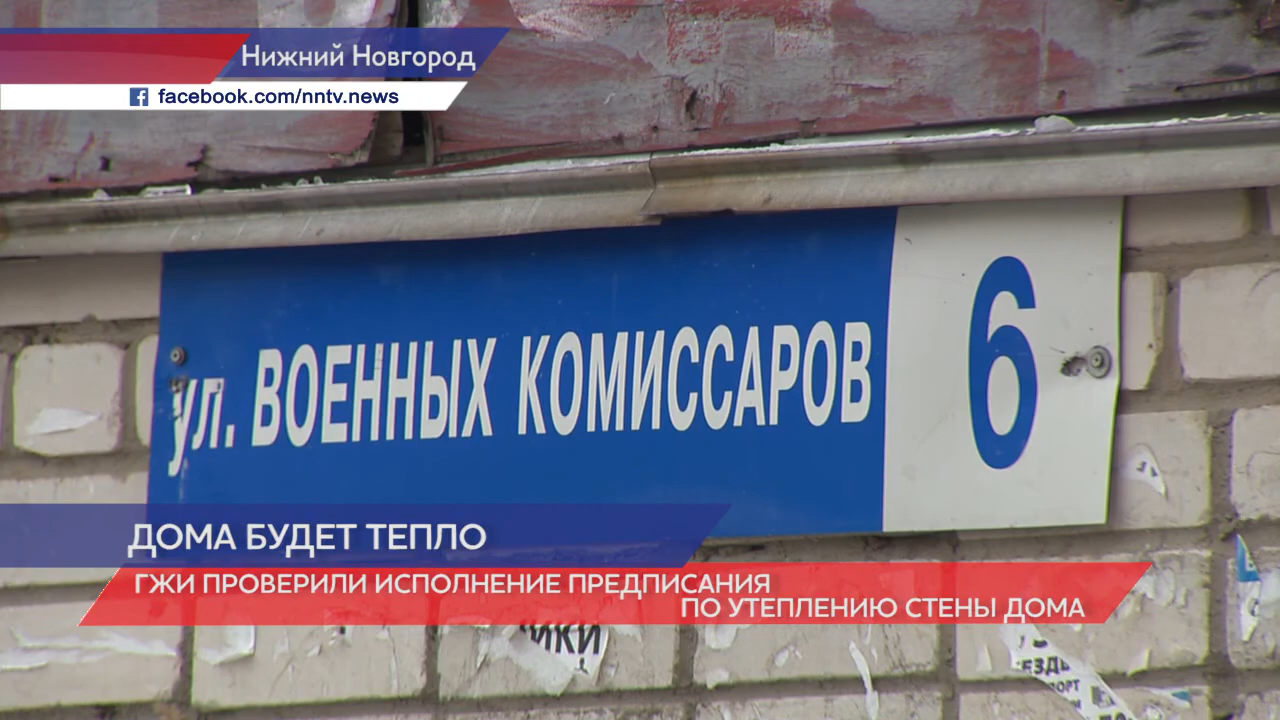 Нижний Новгород
facebook.com/nntv.news
ул. ВОЕННЫХ КОМИССАРОВ 6
ДОМА БУДЕТ ТЕПЛО
ГЖИ ПРОВЕРИЛИ ИСПОЛНЕНИЕ ПРЕДПИСАНИЯ
ПО УТЕПЛЕНИЮ СТЕНЫ ДОМА